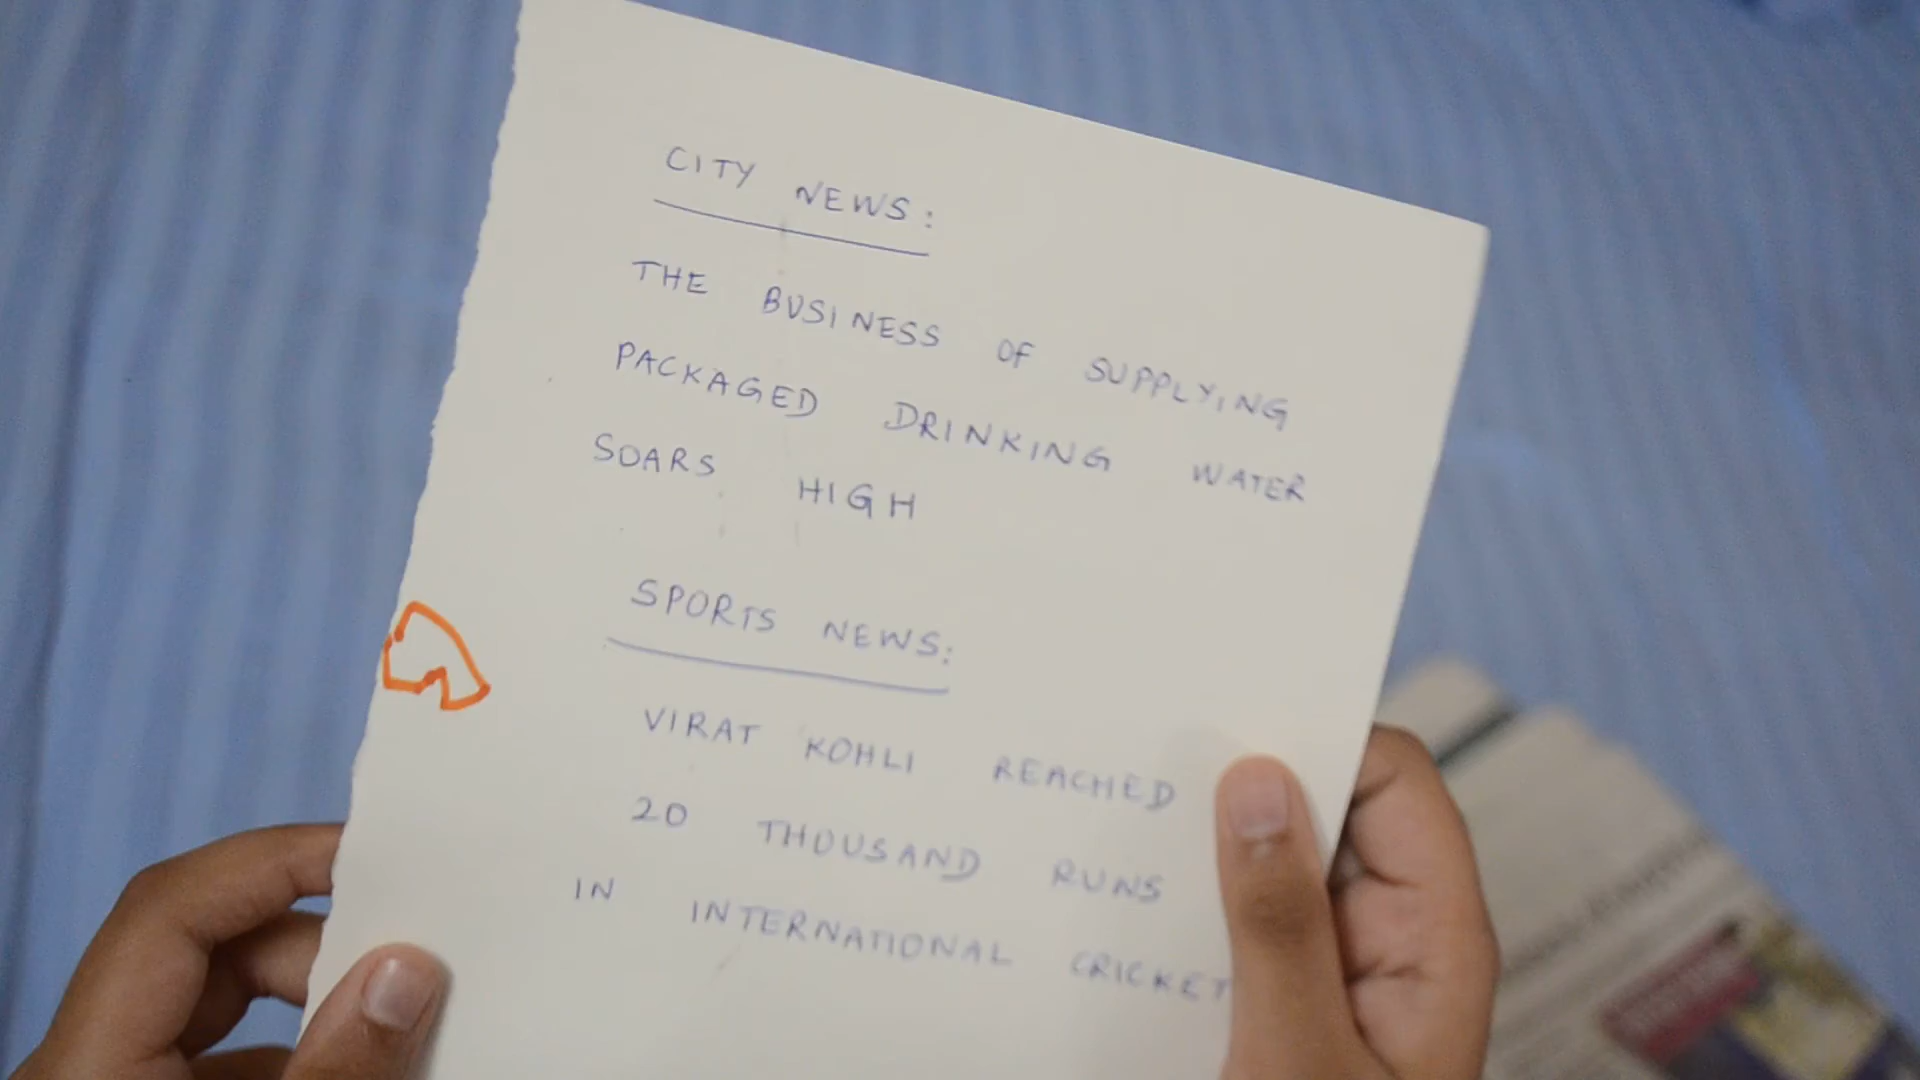 CITY NEWS:
THE BUSINESS OF SUPPLYING
PACKAGED DRINKING WATER
SOARS HIGH
SPORTS NEWS:
VIRAT KOHLI REACHED
20 THOUSAND RUNS
IN INTERNATIONAL CRICKET